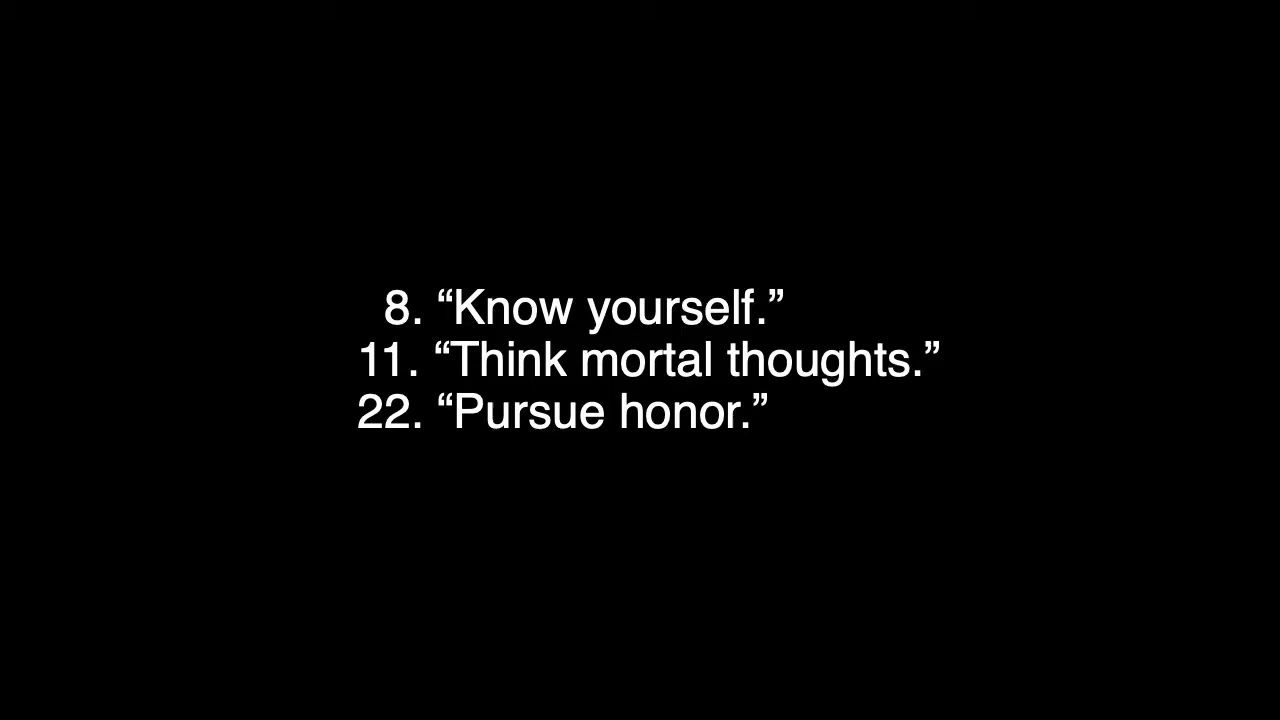 8. “Know yourself.”
11. “Think mortal thoughts.”
22. “Pursue honor.”